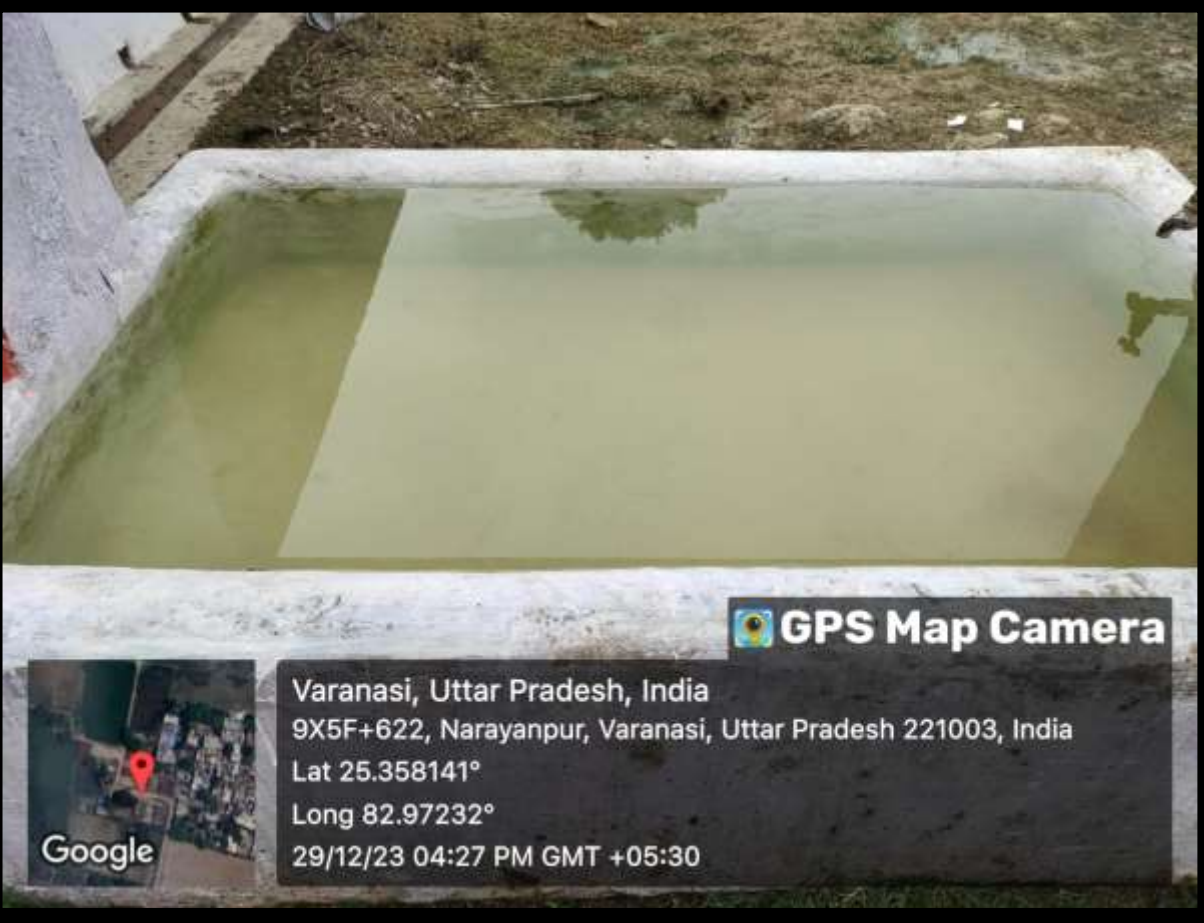 GPS Map Camera
Varanasi, Uttar Pradesh, India
9X5F+622, Narayanpur, Varanasi, Uttar Pradesh 221003, India
Lat 25.358141°
Long 82.97232°
29/12/23 04:27 PM GMT +05:30
Google